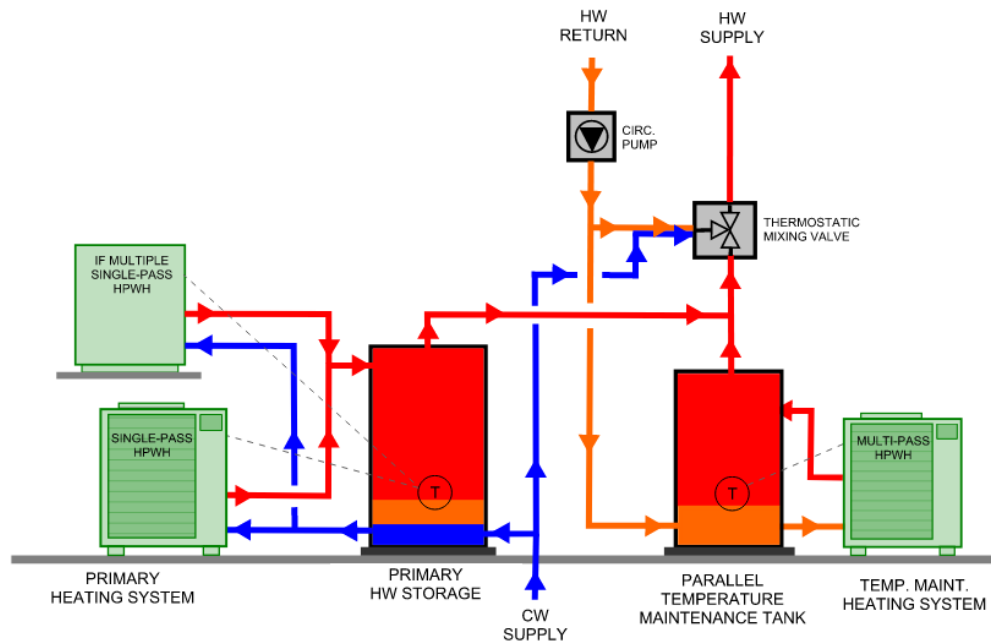 HW
RETURN
HW
SUPPLY
CIRC.
PUMP
THERMOSTATIC
MIXING VALVE
IF MULTIPLE
SINGLE-PASS
HPWH
SINGLE-PASS
HPWH
T
T
MULTI-PASS
HPWH
PRIMARY
HEATING SYSTEM
PRIMARY
HW STORAGE
CW
SUPPLY
PARALLEL
TEMPERATURE
MAINTENANCE TANK
TEMP. MAINT.
HEATING SYSTEM